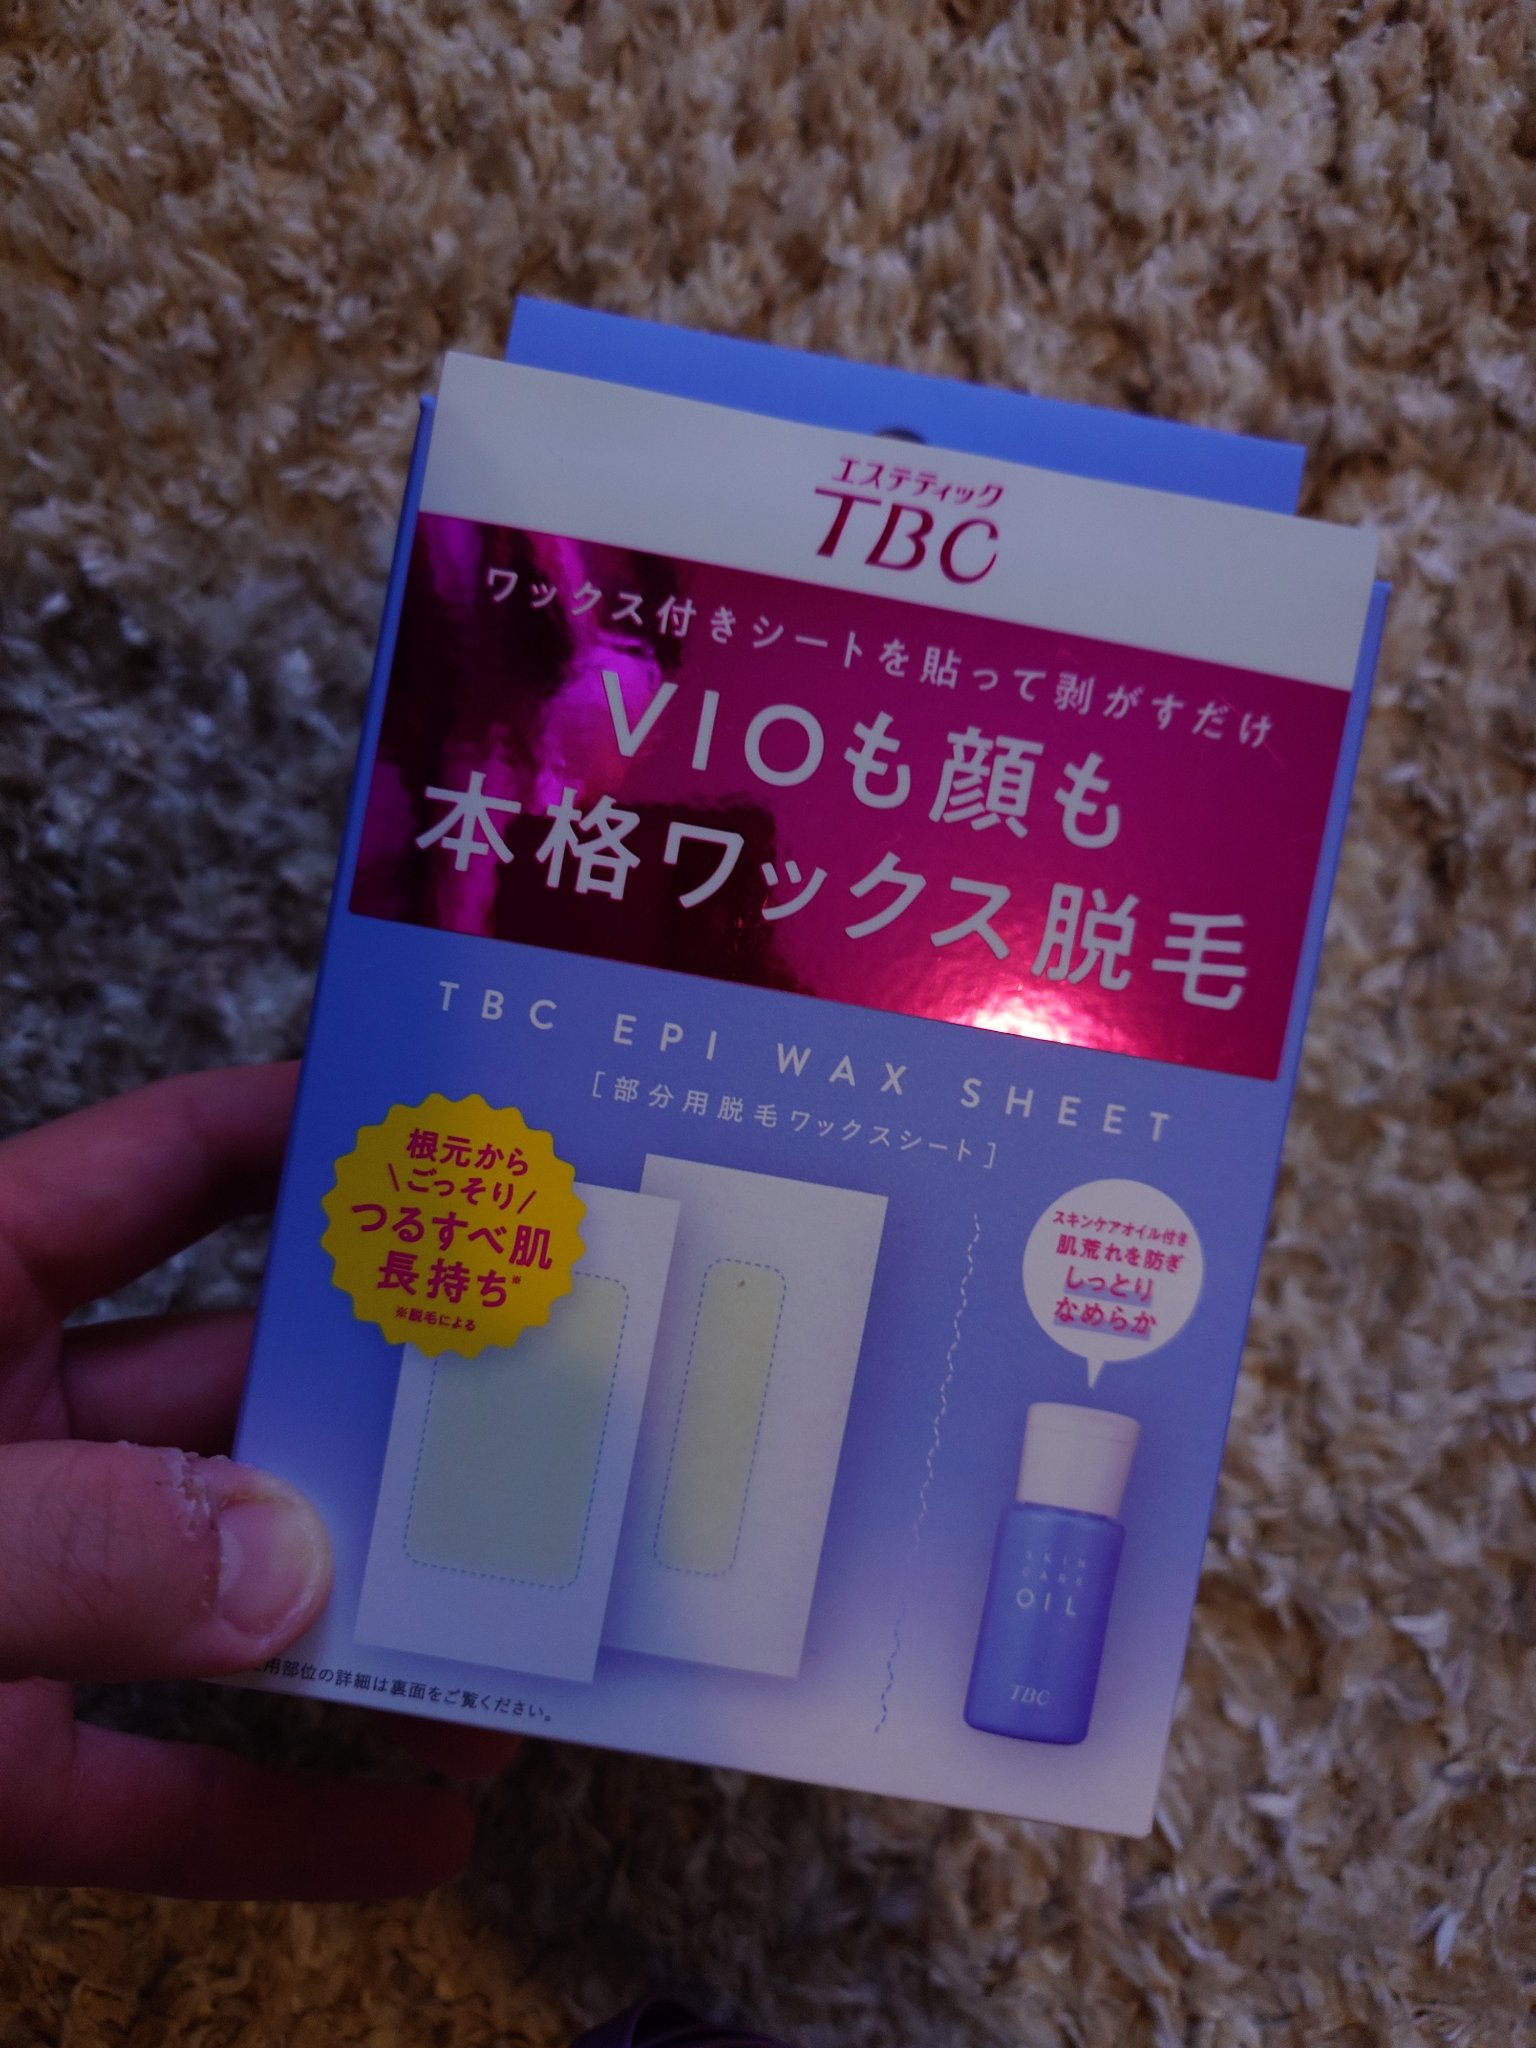 エステティック
TBC
ワックス付きシートを貼って剥がすだけ
VIOも顔も
本格ワックス脱毛
TBC EPI WAX SHEET
[部分用脱毛ワックスシート]
根元から
\ごっそり/
つるすべ肌
長持ち※
※脱毛による
スキンケアオイル付き
肌荒れを防ぎ
しっとり
なめらか
SKIN
CARE
OIL
TBC
用部位の詳細は裏面をご覧ください。